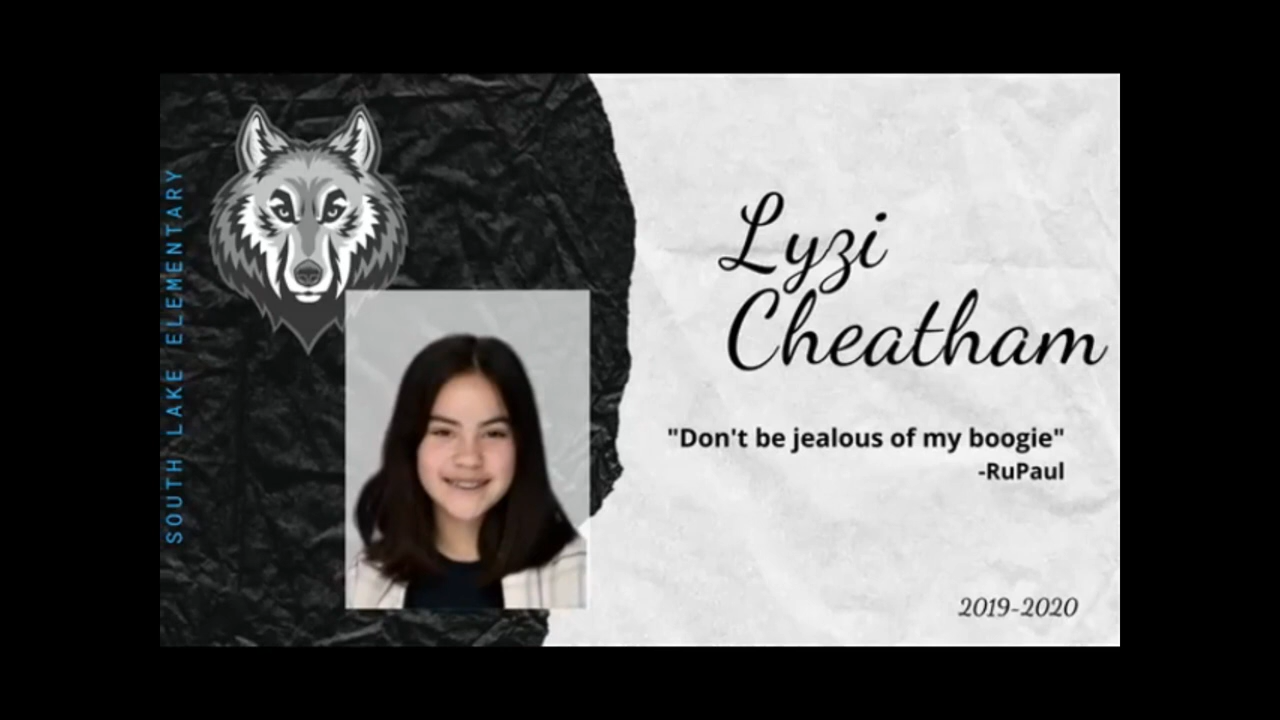 SOUTH LAKE ELEMENTARY
Lyzi
Cheatham
"Don't be jealous of my boogie"
-RuPaul
2019-2020